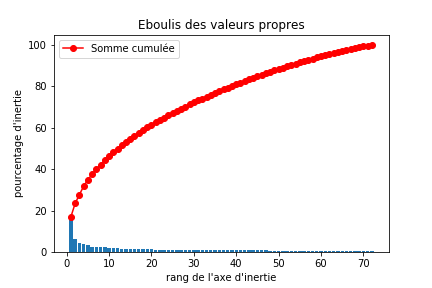 Eboulis des valeurs propres
Somme cumulée
pourcentage d'inertie
100
80
60
40
20
0
0 10 20 30 40 50 60 70
rang de l'axe d'inertie